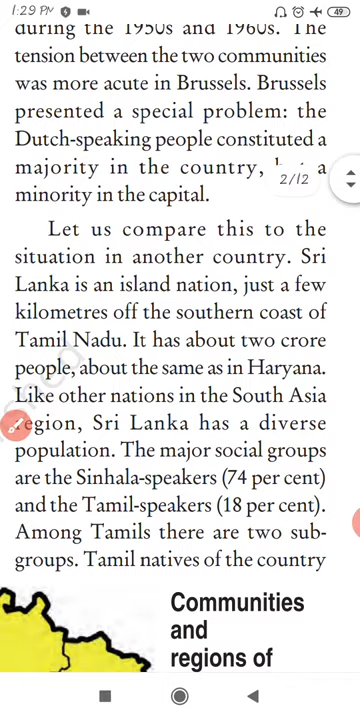 1:29 PM
49
during the 1950s and 1960s. The
tension between the two communities
was more acute in Brussels. Brussels
presented a special problem: the
Dutch-speaking people constituted a
majority in the country, a
2/12
minority in the capital.
Let us compare this to the
situation in another country. Sri
Lanka is an island nation, just a few
kilometres off the southern coast of
Tamil Nadu. It has about two crore
people, about the same as in Haryana.
Like other nations in the South Asia
region, Sri Lanka has a diverse
population. The major social groups
are the Sinhala-speakers (74 per cent)
and the Tamil-speakers (18 per cent).
Among Tamils there are two sub-
groups. Tamil natives of the country
Communities
and
regions of